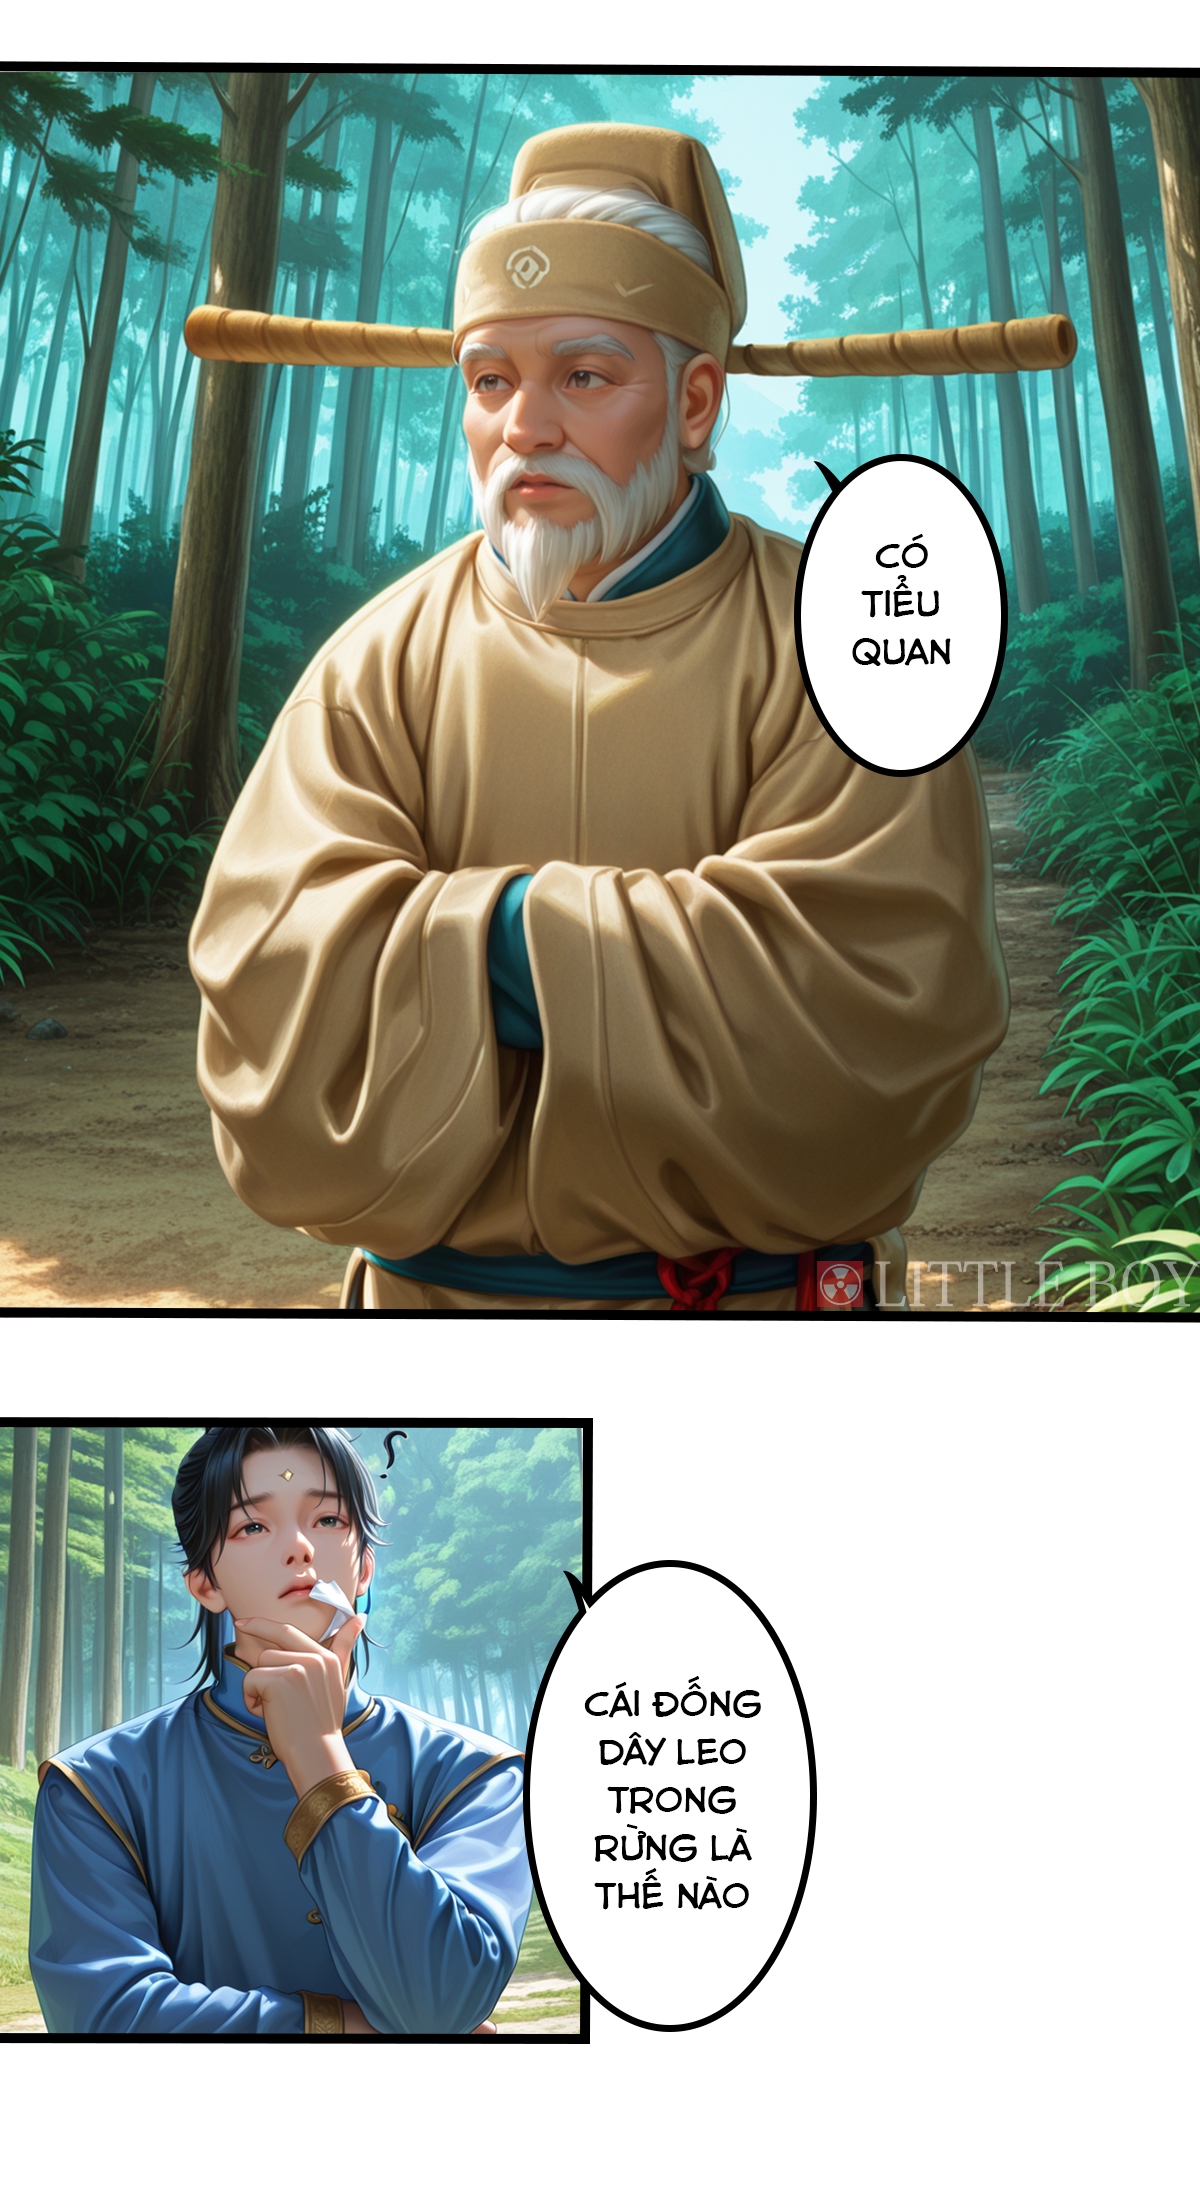 CÓ
TIỂU
QUAN
LITTLE BOY
?
CÁI ĐỐNG
DÂY LEO
TRONG
RỪNG LÀ
THẾ NÀO